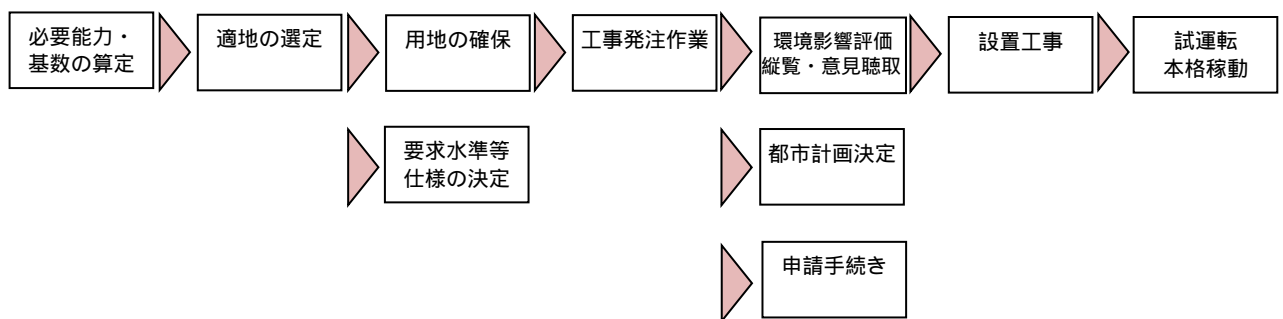 必要能力・
基数の算定
適地の選定
用地の確保
工事発注作業
環境影響評価
縦覧・意見聴取
設置工事
試運転
本格稼動
要求水準等
仕様の決定
都市計画決定
申請手続き